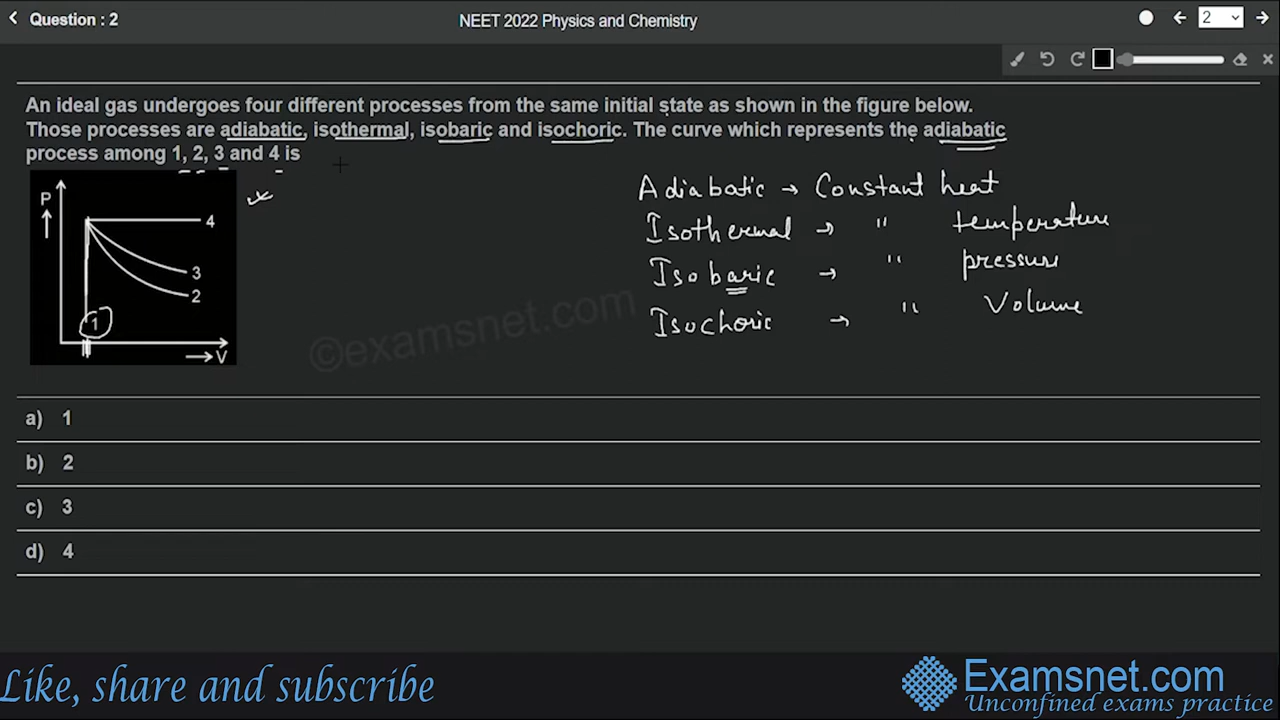 Question : 2
NEET 2022 Physics and Chemistry
2
An ideal gas undergoes four different processes from the same initial state as shown in the figure below.
Those processes are adiabatic, isothermal, isobaric and isochoric. The curve which represents the adiabatic
process among 1, 2, 3 and 4 is
P
4
3
2
1
V
Adiabatic → Constant heat
Isothermal → " temperature
Isobaric → " pressure
Isochoric → " Volume
©examsnet.com
a) 1
b) 2
c) 3
d) 4
Like, share and subscribe
Examsnet.com
Unconfined exams practice